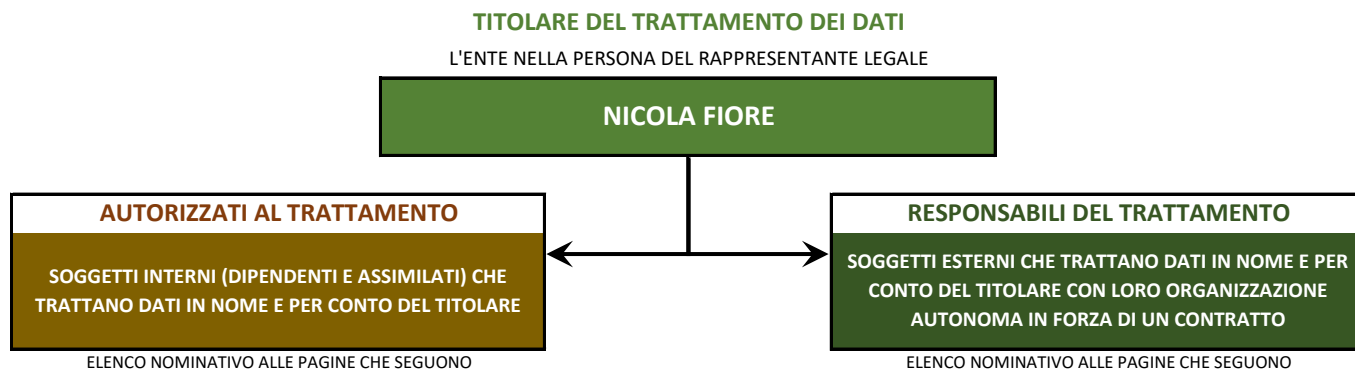 TITOLARE DEL TRATTAMENTO DEI DATI
L'ENTE NELLA PERSONA DEL RAPPRESENTANTE LEGALE
NICOLA FIORE
AUTORIZZATI AL TRATTAMENTO
SOGGETTI INTERNI (DIPENDENTI E ASSIMILATI) CHE
TRATTANO DATI IN NOME E PER CONTO DEL TITOLARE
ELENCO NOMINATIVO ALLE PAGINE CHE SEGUONO
RESPONSABILI DEL TRATTAMENTO
SOGGETTI ESTERNI CHE TRATTANO DATI IN NOME E PER
CONTO DEL TITOLARE CON LORO ORGANIZZAZIONE
AUTONOMA IN FORZA DI UN CONTRATTO
ELENCO NOMINATIVO ALLE PAGINE CHE SEGUONO